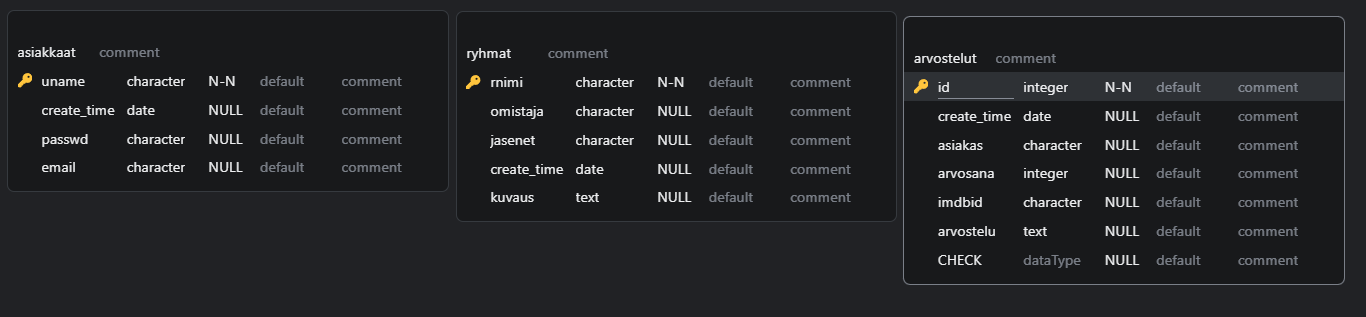 asiakkaat comment
uname character N-N default comment
create_time date NULL default comment
passwd character NULL default comment
email character NULL default comment
ryhmat comment
rnimi character N-N default comment
omistaja character NULL default comment
jasenet character NULL default comment
create_time date NULL default comment
kuvaus text NULL default comment
arvostelut comment
id integer N-N default comment
create_time date NULL default comment
asiakas character NULL default comment
arvosana integer NULL default comment
imdbid character NULL default comment
arvostelu text NULL default comment
CHECK dataType NULL default comment